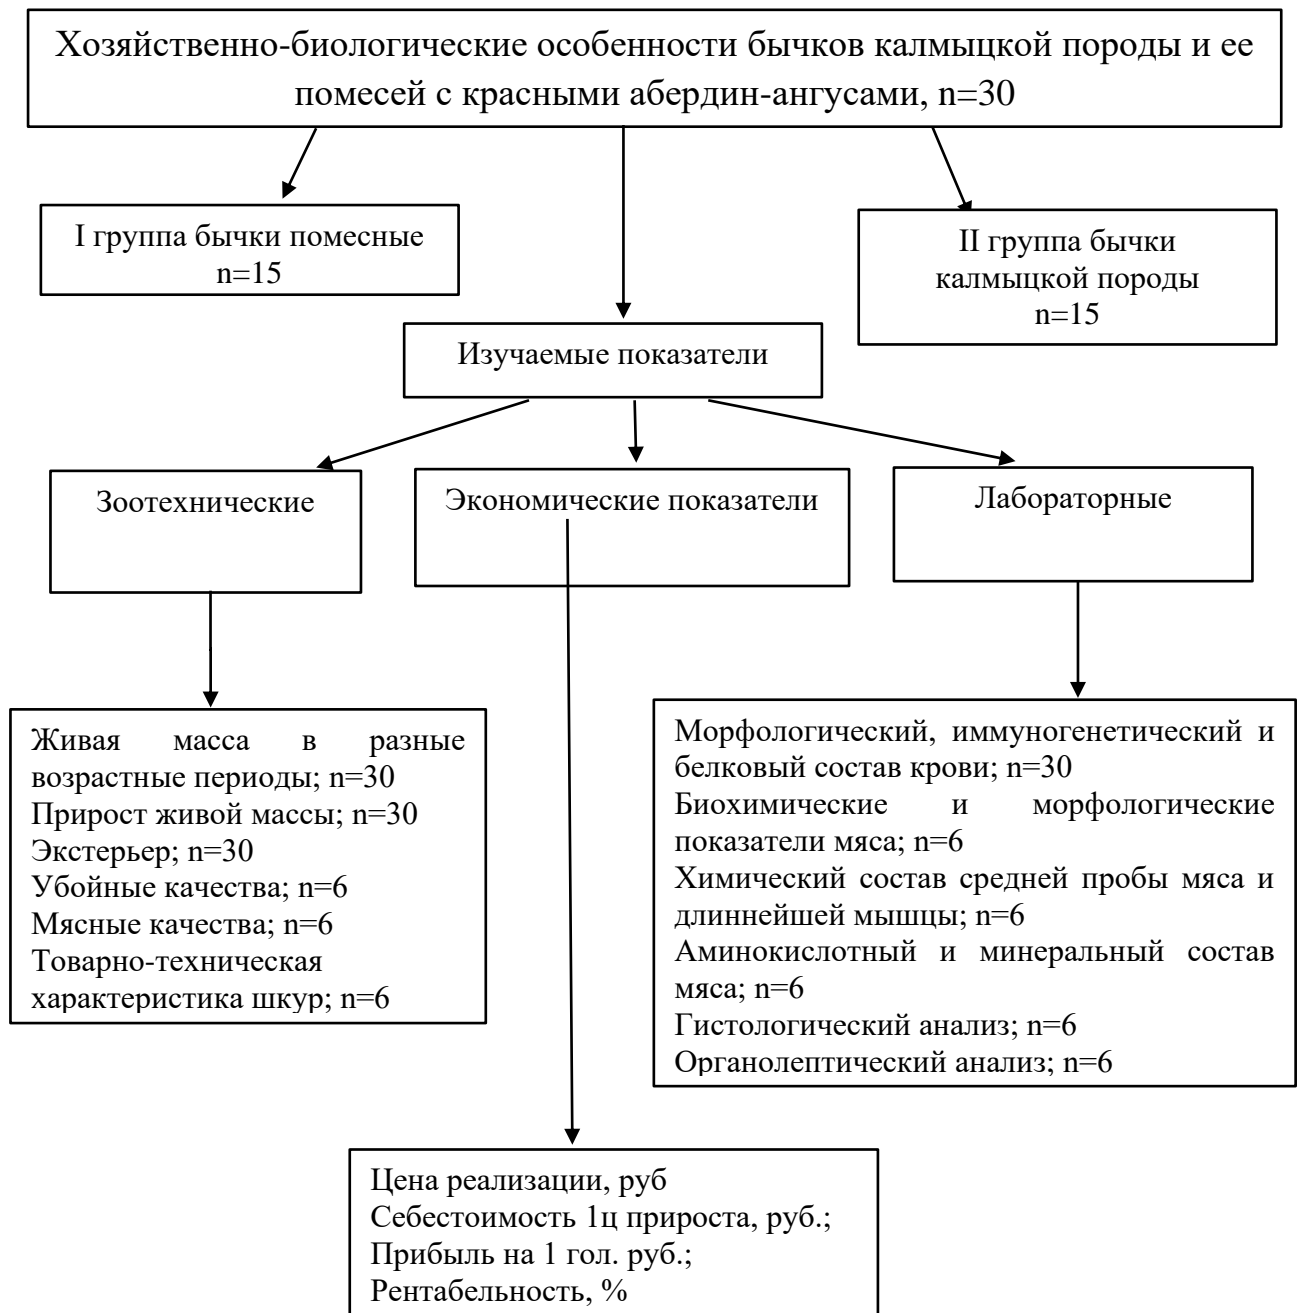 Хозяйственно-биологические особенности бычков калмыцкой породы и ее
помесей с красными абердин-ангусами, n=30
I группа бычки помесные
n=15
II группа бычки
калмыцкой породы
n=15
Изучаемые показатели
Зоотехнические
Экономические показатели
Лабораторные
Живая масса в разные
возрастные периоды; n=30
Прирост живой массы; n=30
Экстерьер; n=30
Убойные качества; n=6
Мясные качества; n=6
Товарно-техническая
характеристика шкур; n=6
Морфологический, иммуногенетический и
белковый состав крови; n=30
Биохимические и морфологические
показатели мяса; n=6
Химический состав средней пробы мяса и
длиннейшей мышцы; n=6
Аминокислотный и минеральный состав
мяса; n=6
Гистологический анализ; n=6
Органолептический анализ; n=6
Цена реализации, руб
Себестоимость 1ц прироста, руб.;
Прибыль на 1 гол. руб.;
Рентабельность, %